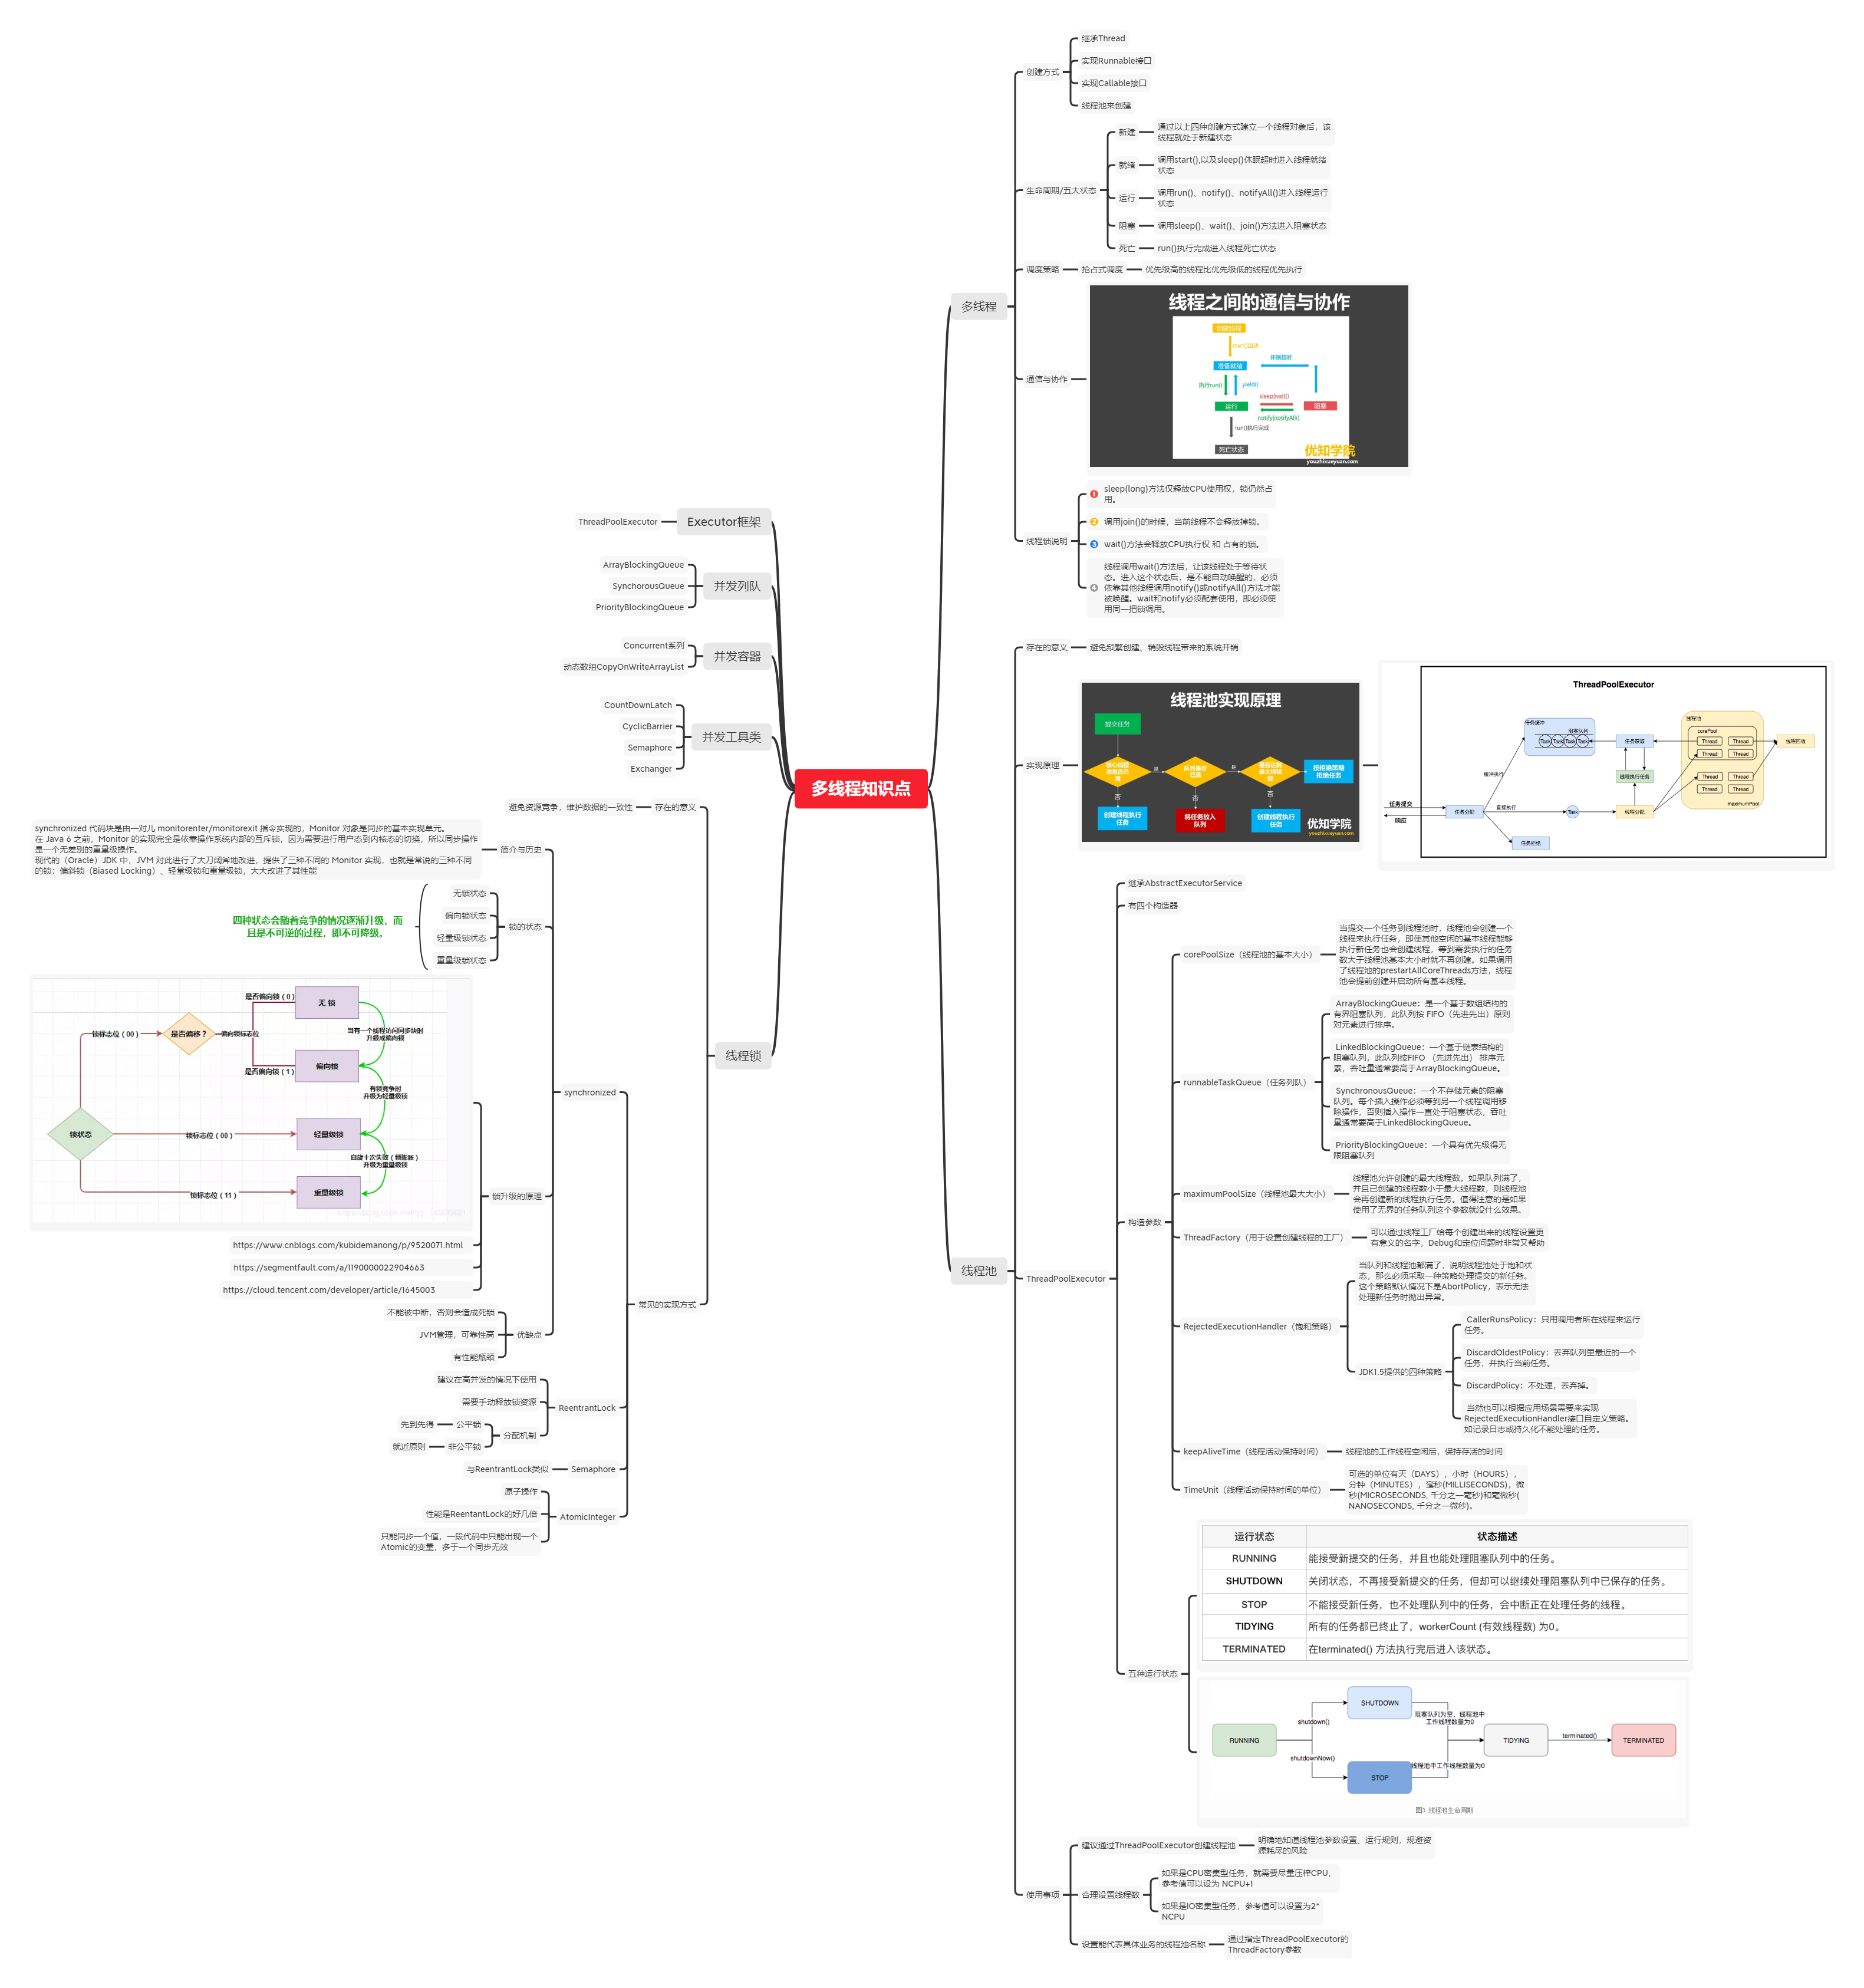 多线程知识点
多线程
创建方式
继承Thread
实现Runnable接口
实现Callable接口
线程池来创建
生命周期/五大状态
新建
通过以上四种创建方式建立一个线程对象后，该
线程就处于新建状态
就绪
调用start(),以及sleep()休眠超时进入线程就绪
状态
运行
调用run()、notify()、notifyAll()进入线程运行
状态
阻塞
调用sleep()、wait()、join()方法进入阻塞状态
死亡
run()执行完成进入线程死亡状态
调度策略
抢占式调度
优先级高的线程比优先级低的线程优先执行
通信与协作
线程之间的通信与协作
创建线程
start()启动
准备就绪
休眠超时
执行run()
yield()
sleep|wait()
运行
阻塞
notify|notifyAll()
run()执行完成
死亡状态
优知学院
youzhixueyuan.com
线程锁说明
1 sleep(long)方法仅释放CPU使用权，锁仍然占
用。
2 调用join()的时候，当前线程不会释放掉锁。
3 wait()方法会释放CPU执行权 和 占有的锁。
4 线程调用wait()方法后，让该线程处于等待状
态。进入这个状态后，是不能自动唤醒的，必须
依靠其他线程调用notify()或notifyAll()方法才能
被唤醒。wait和notify必须配套使用，即必须使
用同一把锁调用。
线程池
存在的意义
避免频繁创建、销毁线程带来的系统开销
实现原理
线程池实现原理
提交任务
核心线程
池是否已
满
是
队列是否
已满
是
是否达到
最大线程
数
按拒绝策略
拒绝任务
否
否
否
创建线程执行
任务
将任务放入
队列
创建线程执行
任务
优知学院
youzhixueyuan.com
ThreadPoolExecutor
任务缓冲
阻塞队列
Task Task Task Task
任务获取
线程池
corePool
Thread Thread
Thread Thread
Thread Thread
Thread Thread
maximumPool
线程回收
线程执行任务
缓冲执行
任务提交
响应
任务分配
直接执行
Task
线程分配
任务拒绝
ThreadPoolExecutor
继承AbstractExecutorService
有四个构造器
构造参数
corePoolSize（线程池的基本大小）
当提交一个任务到线程池时，线程池会创建一个
线程来执行任务，即使其他空闲的基本线程能够
执行新任务也会创建线程，等到需要执行的任务
数大于线程池基本大小时就不再创建。如果调用
了线程池的prestartAllCoreThreads方法，线程
池会提前创建并启动所有基本线程。
runnableTaskQueue（任务列队）
ArrayBlockingQueue：是一个基于数组结构的
有界阻塞队列，此队列按 FIFO（先进先出）原则
对元素进行排序。
LinkedBlockingQueue：一个基于链表结构的
阻塞队列，此队列按FIFO （先进先出） 排序元
素，吞吐量通常要高于ArrayBlockingQueue。
SynchronousQueue：一个不存储元素的阻塞
队列。每个插入操作必须等到另一个线程调用移
除操作，否则插入操作一直处于阻塞状态，吞吐
量通常要高于LinkedBlockingQueue。
PriorityBlockingQueue：一个具有优先级得无
限阻塞队列
maximumPoolSize（线程池最大大小）
线程池允许创建的最大线程数。如果队列满了，
并且已创建的线程数小于最大线程数，则线程池
会再创建新的线程执行任务。值得注意的是如果
使用了无界的任务队列这个参数就没什么效果。
ThreadFactory（用于设置创建线程的工厂）
可以通过线程工厂给每个创建出来的线程设置更
有意义的名字，Debug和定位问题时非常又帮助
RejectedExecutionHandler（饱和策略）
当队列和线程池都满了，说明线程池处于饱和状
态，那么必须采取一种策略处理提交的新任务。
这个策略默认情况下是AbortPolicy，表示无法
处理新任务时抛出异常。
JDK1.5提供的四种策略
CallerRunsPolicy：只用调用者所在线程来运行
任务。
DiscardOldestPolicy：丢弃队列里最近的一个
任务，并执行当前任务。
DiscardPolicy：不处理，丢弃掉。
当然也可以根据应用场景需要来实现
RejectedExecutionHandler接口自定义策略。
如记录日志或持久化不能处理的任务。
keepAliveTime（线程活动保持时间）
线程池的工作线程空闲后，保持存活的时间
TimeUnit（线程活动保持时间的单位）
可选的单位有天（DAYS），小时（HOURS），
分钟（MINUTES），毫秒(MILLISECONDS)，微
秒(MICROSECONDS, 千分之一毫秒)和毫微秒(
NANOSECONDS, 千分之一微秒)。
五种运行状态
运行状态 状态描述
RUNNING 能接受新提交的任务，并且也能处理阻塞队列中的任务。
SHUTDOWN 关闭状态，不再接受新提交的任务，但却可以继续处理阻塞队列中已保存的任务。
STOP 不能接受新任务，也不处理队列中的任务，会中断正在处理任务的线程。
TIDYING 所有的任务都已终止了，workerCount (有效线程数) 为0。
TERMINATED 在terminated() 方法执行完后进入该状态。
SHUTDOWN
shutdown()
阻塞队列为空，线程池中
工作线程数量为0
RUNNING
TIDYING
terminated()
TERMINATED
shutdownNow()
线程池中工作线程数量为0
STOP
图3 线程池生命周期
使用事项
建议通过ThreadPoolExecutor创建线程池
明确地知道线程池参数设置、运行规则，规避资
源耗尽的风险
合理设置线程数
如果是CPU密集型任务，就需要尽量压榨CPU，
参考值可以设为 NCPU+1
如果是IO密集型任务，参考值可以设置为2*
NCPU
设置能代表具体业务的线程池名称
通过指定ThreadPoolExecutor的
ThreadFactory参数
Executor框架
ThreadPoolExecutor
并发列队
ArrayBlockingQueue
SynchorousQueue
PriorityBlockingQueue
并发容器
Concurrent系列
动态数组CopyOnWriteArrayList
并发工具类
CountDownLatch
CyclicBarrier
Semaphore
Exchanger
线程锁
存在的意义
避免资源竞争，维护数据的一致性
常见的实现方式
synchronized
简介与历史
synchronized 代码块是由一对儿 monitorenter/monitorexit 指令实现的，Monitor 对象是同步的基本实现单元。
在 Java 6 之前，Monitor 的实现完全是依靠操作系统内部的互斥锁，因为需要进行用户态到内核态的切换，所以同步操作
是一个无差别的重量级操作。
现代的（Oracle）JDK 中，JVM 对此进行了大刀阔斧地改进，提供了三种不同的 Monitor 实现，也就是常说的三种不同
的锁：偏斜锁（Biased Locking）、轻量级锁和重量级锁，大大改进了其性能
锁的状态
无锁状态
偏向锁状态
轻量级锁状态
重量级锁状态
四种状态会随着竞争的情况逐渐升级，而
且是不可逆的过程，即不可降级。
锁升级的原理
是否偏向锁 ( 0 )
无 锁
锁标志位 ( 00 )
是否偏移？
偏向锁标志位
当有一个线程访问同步块时
升级成偏向锁
偏向锁
是否偏向锁 ( 1 )
有锁竞争时
升级为轻量级锁
锁状态
锁标志位 ( 00 )
轻量级锁
自旋十次失败（锁膨胀）
升级为重量级锁
锁标志位 ( 11 )
重量级锁
https://www.cnblogs.com/kubidemanong/p/9520071.html
https://segmentfault.com/a/1190000022904663
https://cloud.tencent.com/developer/article/1645003
优缺点
不能被中断，否则会造成死锁
JVM管理，可靠性高
有性能瓶颈
ReentrantLock
建议在高并发的情况下使用
需要手动释放锁资源
分配机制
公平锁
先到先得
非公平锁
就近原则
Semaphore
与ReentrantLock类似
AtomicInteger
原子操作
性能是ReentantLock的好几倍
只能同步一个值，一段代码中只能出现一个
Atomic的变量，多于一个同步无效